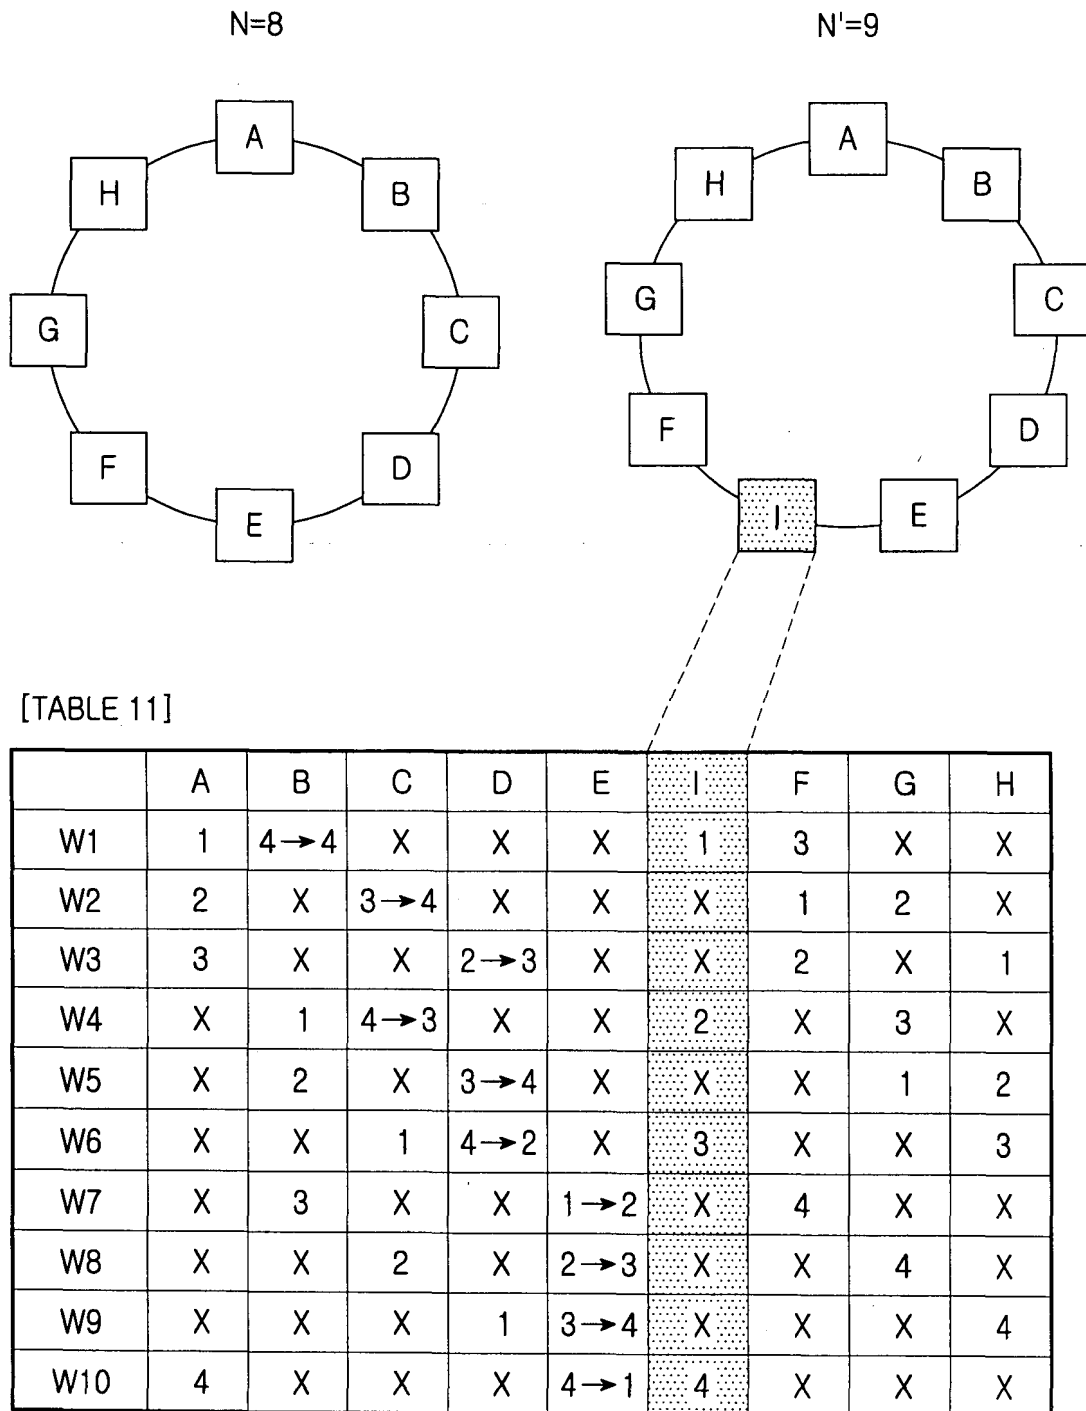 N=8 N'=9
A A
H B H B
G C G C
F D F D
E I E
[TABLE 11]
A B C D E I F G H
W1 1 4→4 X X X 1 3 X X
W2 2 X 3→4 X X X 1 2 X
W3 3 X X 2→3 X X 2 X 1
W4 X 1 4→3 X X 2 X 3 X
W5 X 2 X 3→4 X X X 1 2
W6 X X 1 4→2 X 3 X X 3
W7 X 3 X X 1→2 X 4 X X
W8 X X 2 X 2→3 X X 4 X
W9 X X X 1 3→4 X X X 4
W10 4 X X X 4→1 4 X X X